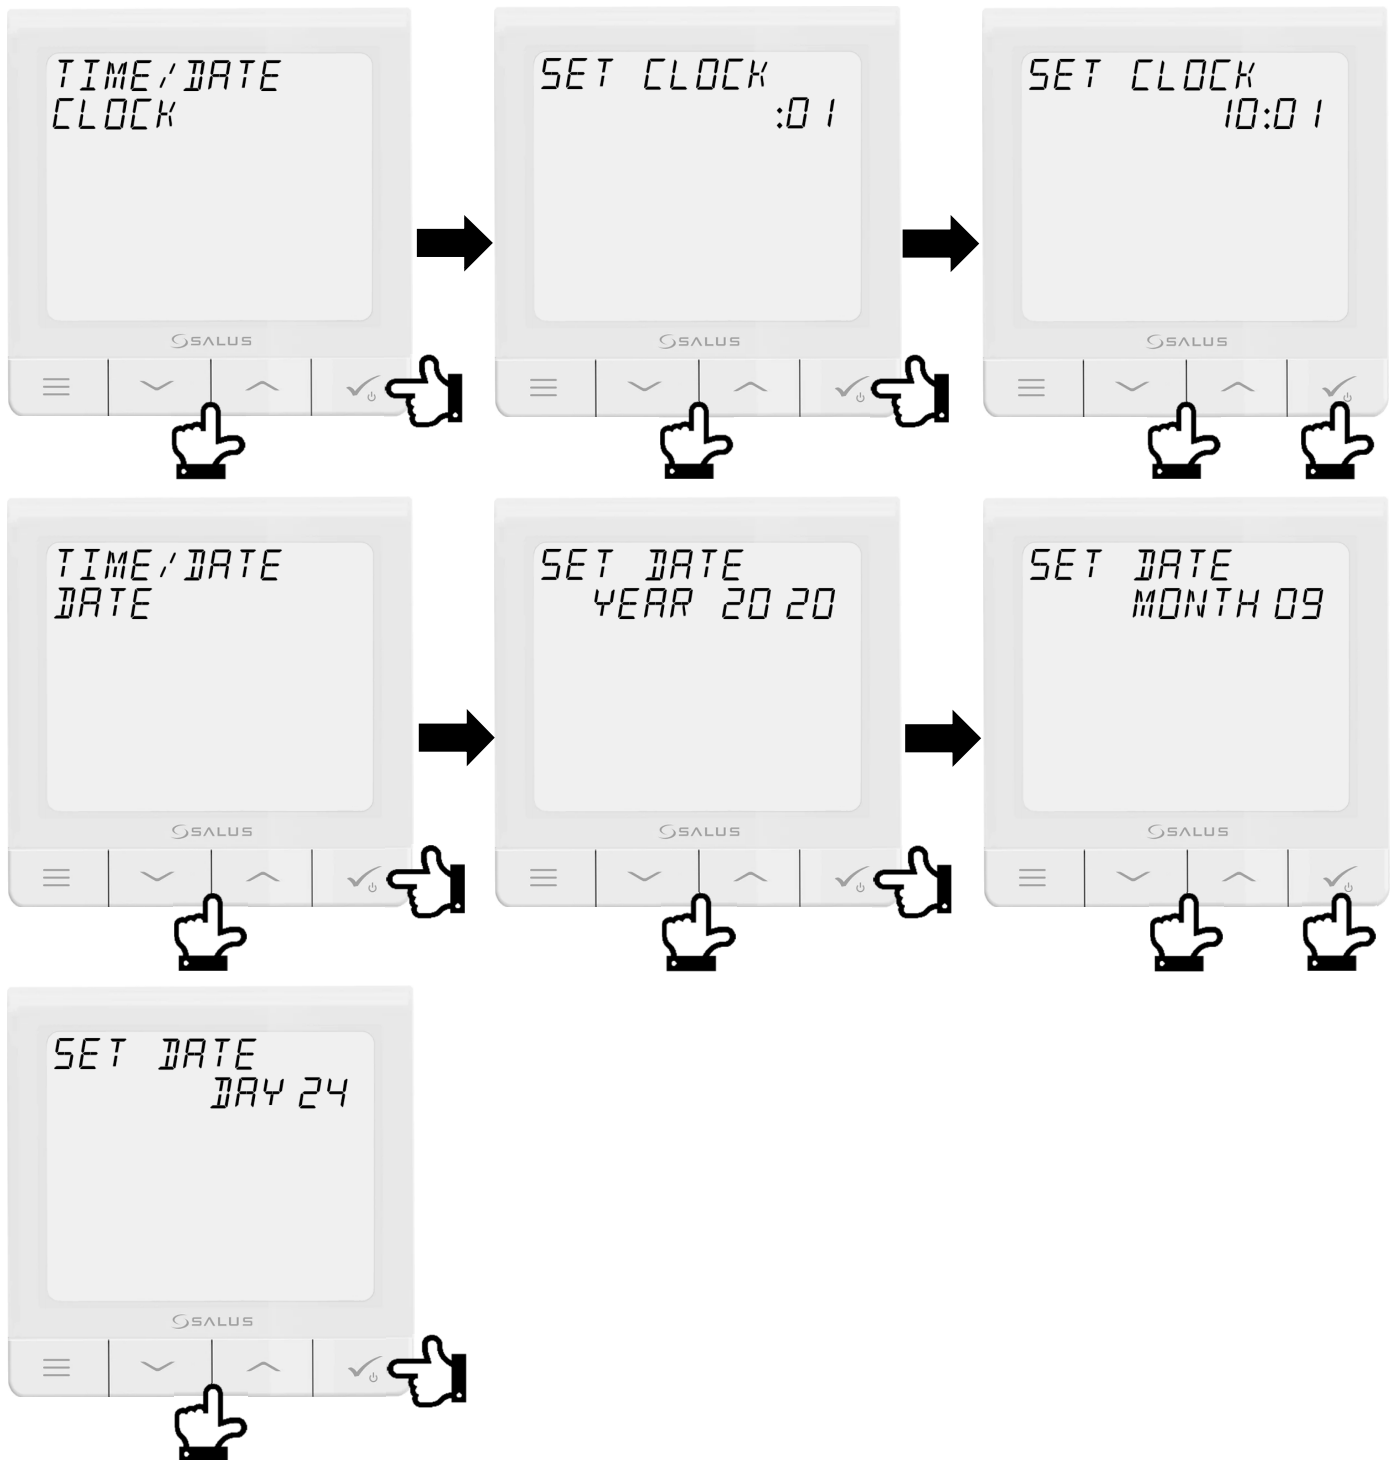 TIME/DATE
CLOCK
SALUS
SET CLOCK
:01
SALUS
SET CLOCK
10:01
SALUS
TIME/DATE
DATE
SALUS
SET DATE
YEAR 2020
SALUS
SET DATE
MONTH 09
SALUS
SET DATE
DAY 24
SALUS